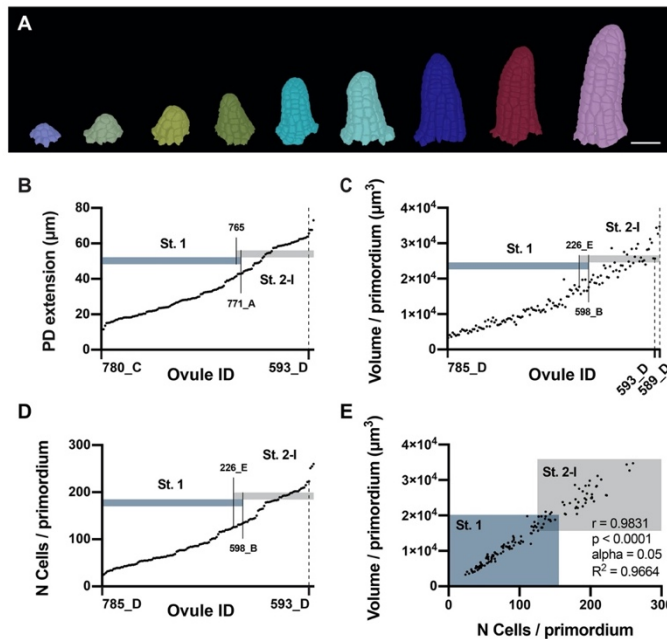 A
B
80
60
40
20
0
PD extension (µm)
St. 1
765
771_A
St. 2-I
780_C
Ovule ID
593_D
C
4×10⁴
3×10⁴
2×10⁴
1×10⁴
0
Volume / primordium (µm³)
St. 1
226_E
598_B
St. 2-I
785_D
Ovule ID
593_D
589_D
D
300
200
100
0
N Cells / primordium
St. 1
226_E
598_B
St. 2-I
785_D
Ovule ID
593_D
E
4×10⁴
3×10⁴
2×10⁴
1×10⁴
0
Volume / primordium (µm³)
St. 1
St. 2-I
r = 0.9831
p < 0.0001
alpha = 0.05
R² = 0.9664
0 100 200 300
N Cells / primordium